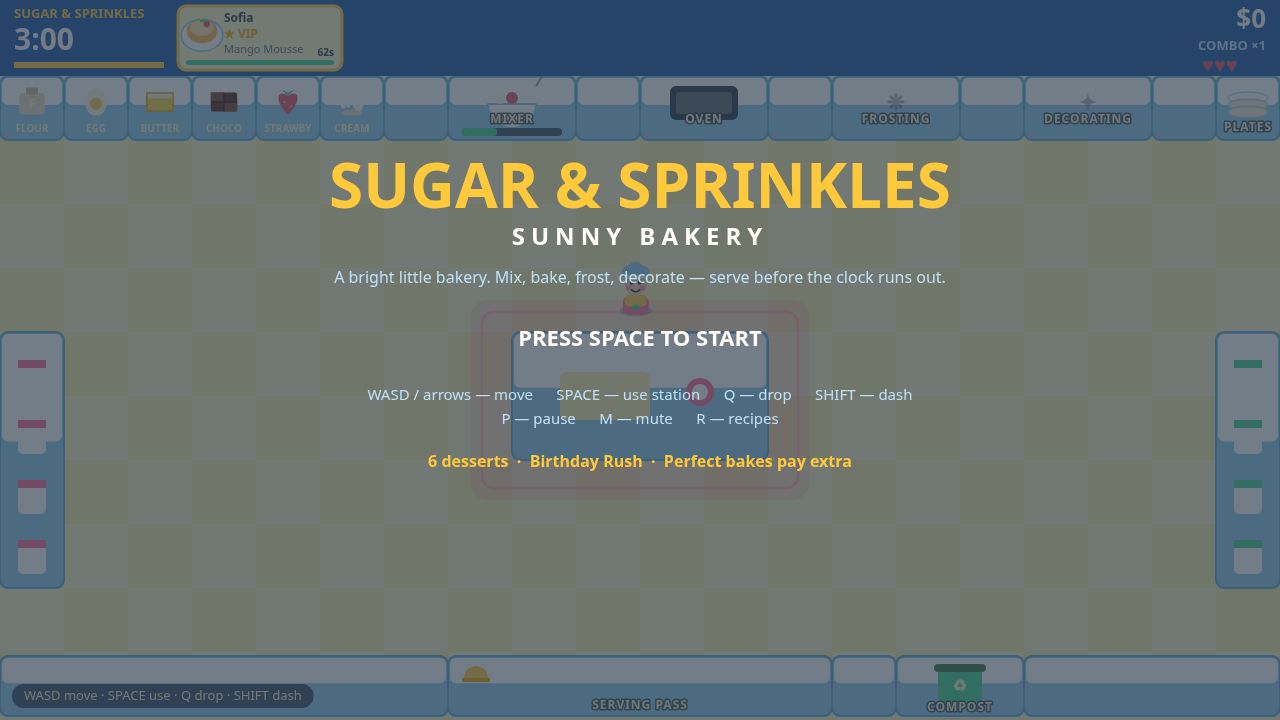 SUGAR & SPRINKLES
3:00
Sofia
★ VIP
Mango Mousse
62s
$0
COMBO ×1
♥♥♥
F
FLOUR
EGG
BUTTER
CHOCO
STRAWBY
CREAM
MIXER
OVEN
FROSTING
DECORATING
PLATES
SUGAR & SPRINKLES
SUNNY BAKERY
A bright little bakery. Mix, bake, frost, decorate — serve before the clock runs out.
PRESS SPACE TO START
WASD / arrows — move SPACE — use station Q — drop SHIFT — dash
P — pause M — mute R — recipes
6 desserts · Birthday Rush · Perfect bakes pay extra
WASD move · SPACE use · Q drop · SHIFT dash
SERVING PASS
COMPOST